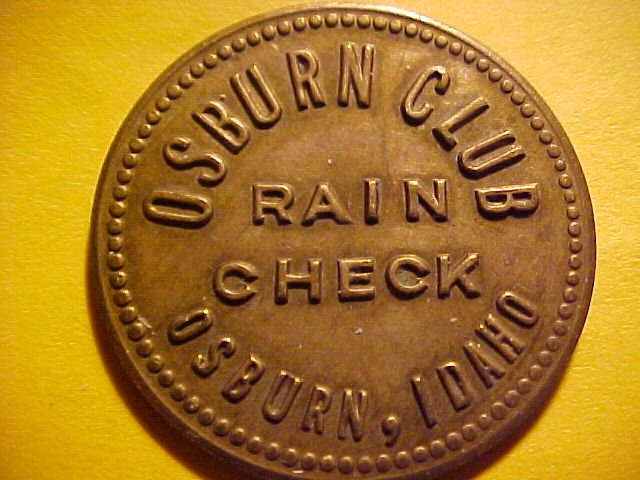 OSBURN CLUB
RAIN
CHECK
OSBURN, IDAHO